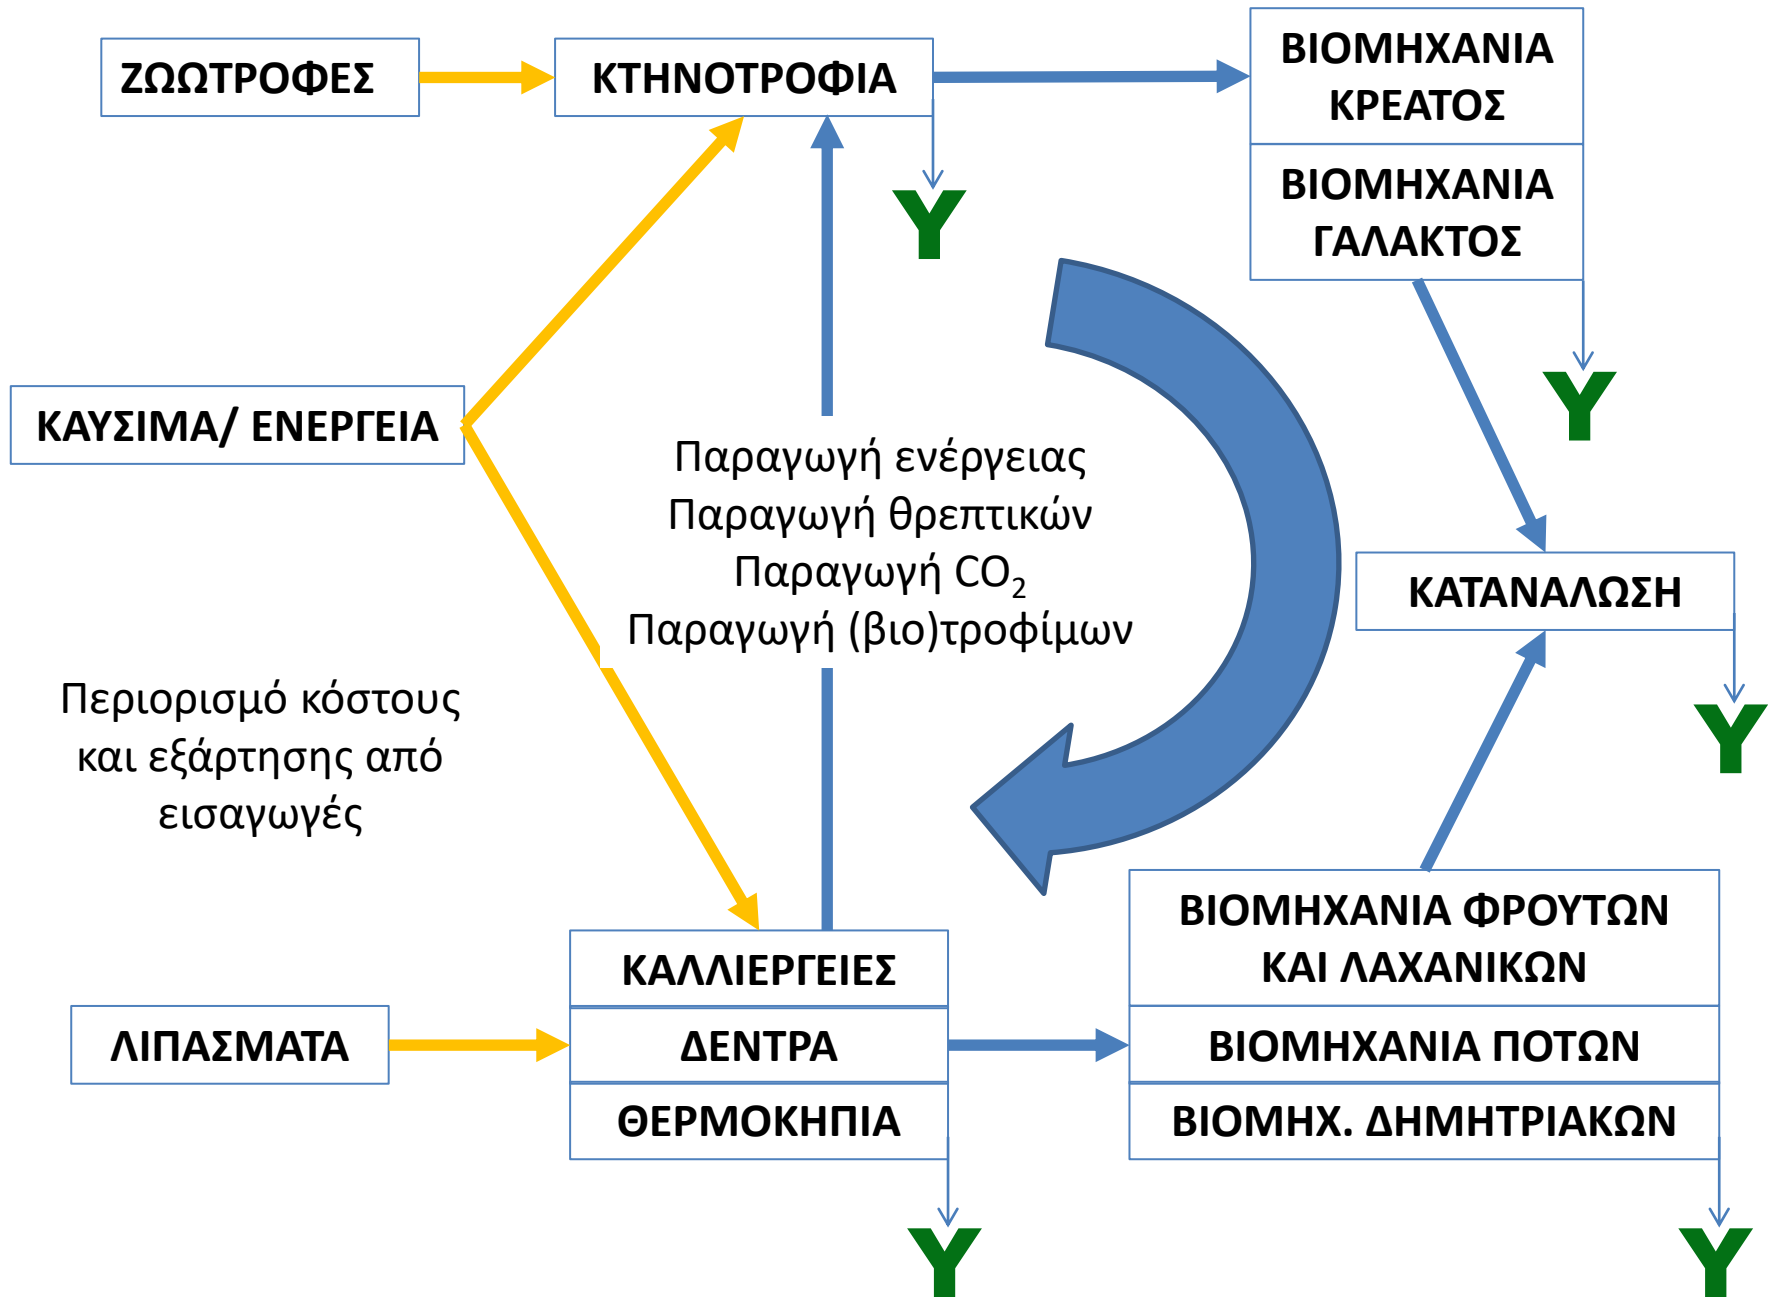 ΖΩΩΤΡΟΦΕΣ
ΚΤΗΝΟΤΡΟΦΙΑ
ΒΙΟΜΗΧΑΝΙΑ
ΚΡΕΑΤΟΣ
ΒΙΟΜΗΧΑΝΙΑ
ΓΑΛΑΚΤΟΣ
Υ
Υ
ΚΑΥΣΙΜΑ/ ΕΝΕΡΓΕΙΑ
Παραγωγή ενέργειας
Παραγωγή θρεπτικών
Παραγωγή CO₂
Παραγωγή (βιο)τροφίμων
ΚΑΤΑΝΑΛΩΣΗ
Υ
Περιορισμό κόστους
και εξάρτησης από
εισαγωγές
ΛΙΠΑΣΜΑΤΑ
ΚΑΛΛΙΕΡΓΕΙΕΣ
ΔΕΝΤΡΑ
ΘΕΡΜΟΚΗΠΙΑ
Υ
ΒΙΟΜΗΧΑΝΙΑ ΦΡΟΥΤΩΝ
ΚΑΙ ΛΑΧΑΝΙΚΩΝ
ΒΙΟΜΗΧΑΝΙΑ ΠΟΤΩΝ
ΒΙΟΜΗΧ. ΔΗΜΗΤΡΙΑΚΩΝ
Υ